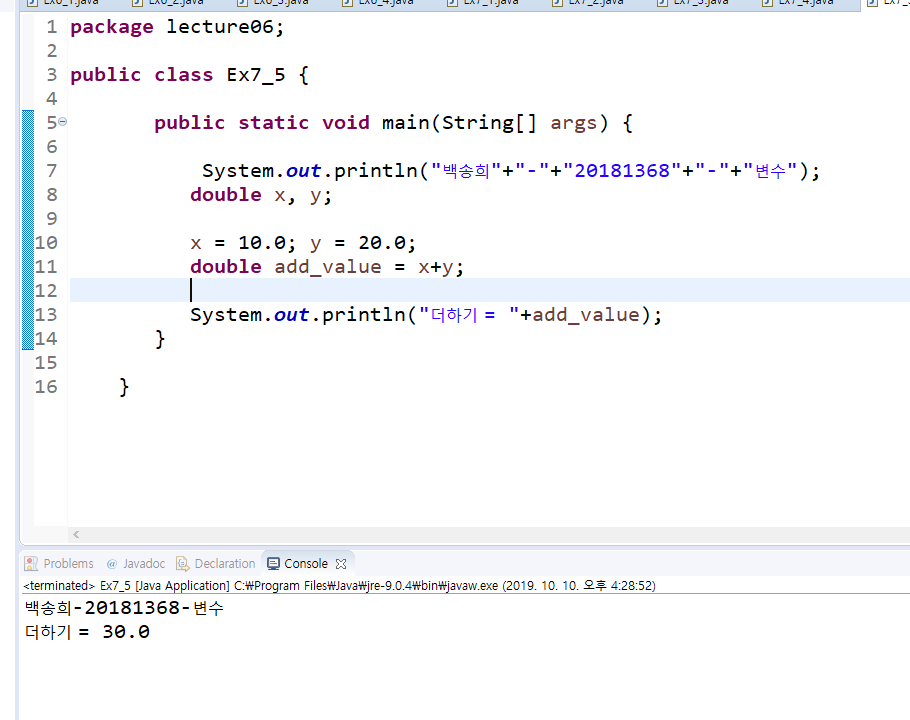 Ex6_1.java Ex6_2.java Ex6_3.java Ex6_4.java Ex7_1.java Ex7_2.java Ex7_3.java Ex7_4.java
1 package lecture06;
2
3 public class Ex7_5 {
4
5 public static void main(String[] args) {
6
7 System.out.println("백송희"+"-"+"20181368"+"-"+"변수");
8 double x, y;
9
10 x = 10.0; y = 20.0;
11 double add_value = x+y;
12
13 System.out.println("더하기 = "+add_value);
14 }
15
16 }
Problems @ Javadoc Declaration Console
<terminated> Ex7_5 [Java Application] C:₩Program Files₩Java₩jre-9.0.4₩bin₩javaw.exe (2019. 10. 10. 오후 4:28:52)
백송희-20181368-변수
더하기 = 30.0